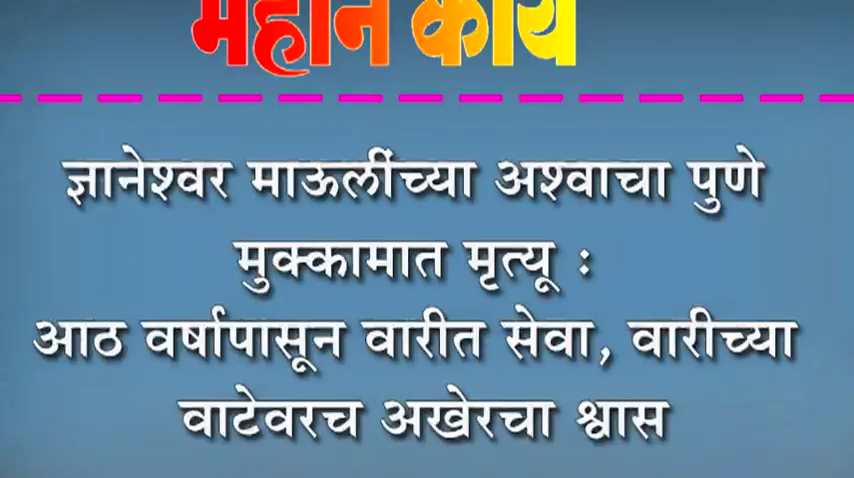 महान कार्य
ज्ञानेश्वर माऊलींच्या अश्वाचा पुणे
मुक्कामात मृत्यू :
आठ वर्षापासून वारीत सेवा, वारीच्या
वाटेवरच अखेरचा श्वास